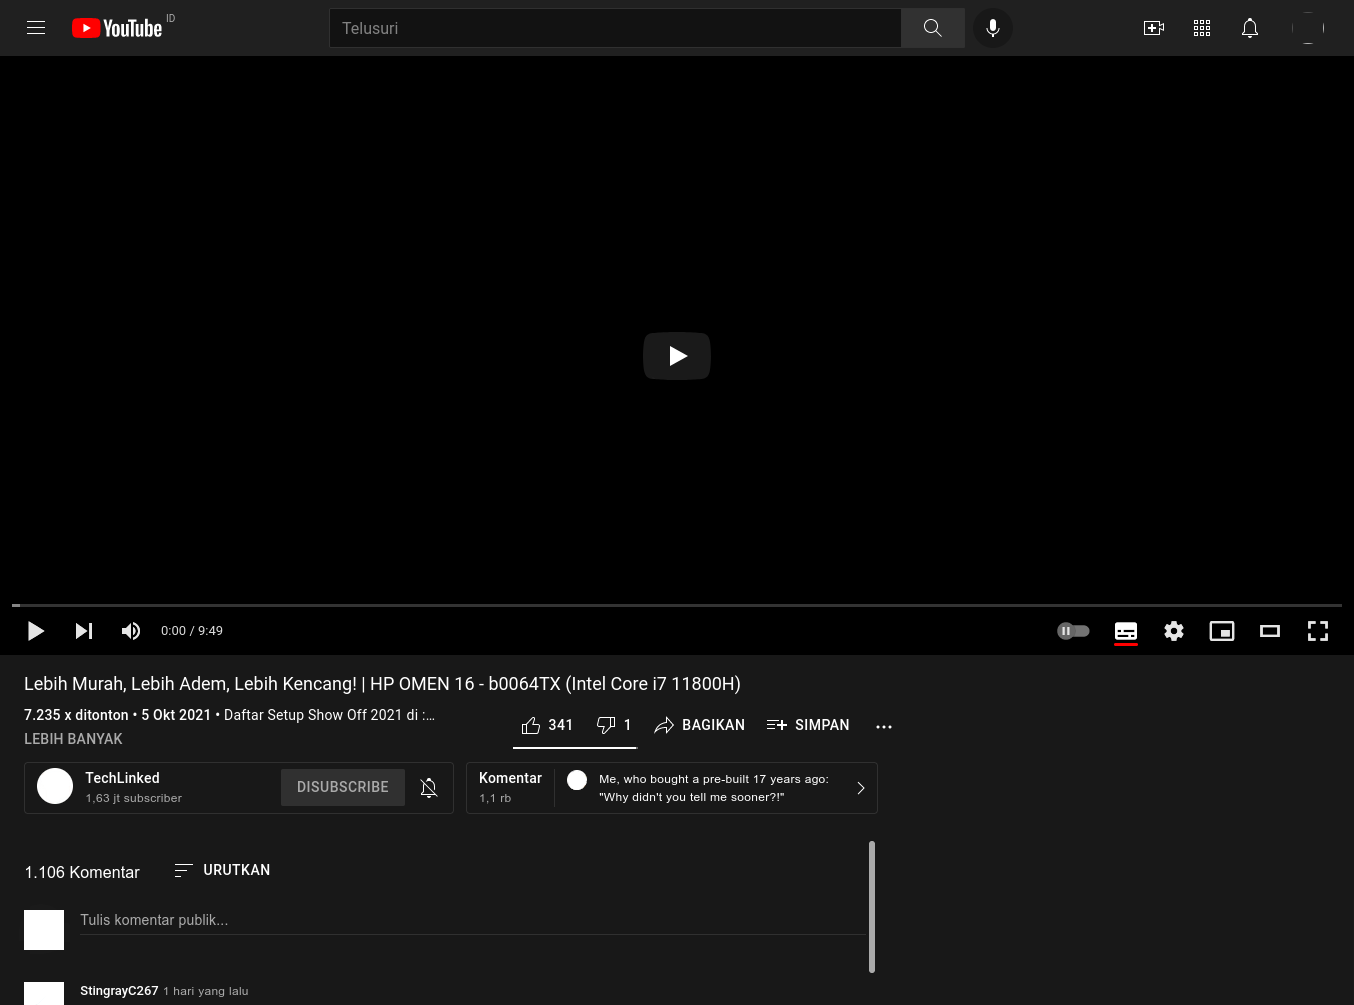 YouTube ID
Telusuri
0:00 / 9:49
Lebih Murah, Lebih Adem, Lebih Kencang! | HP OMEN 16 - b0064TX (Intel Core i7 11800H)
7.235 x ditonton • 5 Okt 2021 • Daftar Setup Show Off 2021 di :...
LEBIH BANYAK
341
1
BAGIKAN
SIMPAN
TechLinked
1,63 jt subscriber
DISUBSCRIBE
Komentar
1,1 rb
Me, who bought a pre-built 17 years ago:
"Why didn't you tell me sooner?!"
1.106 Komentar
URUTKAN
Tulis komentar publik...
StingrayC267 1 hari yang lalu